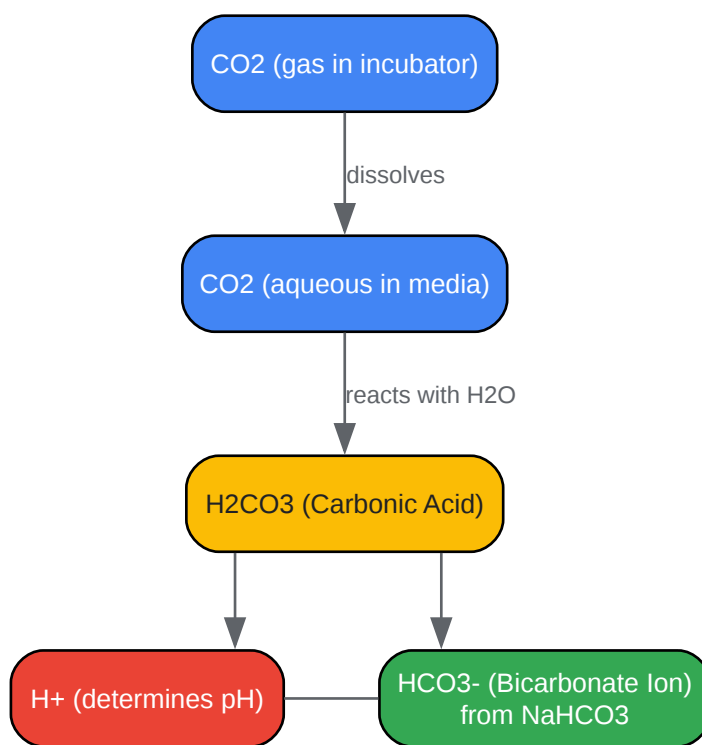 CO2 (gas in incubator)
dissolves
CO2 (aqueous in media)
reacts with H2O
H2CO3 (Carbonic Acid)
H+ (determines pH)
HCO3- (Bicarbonate Ion)
from NaHCO3